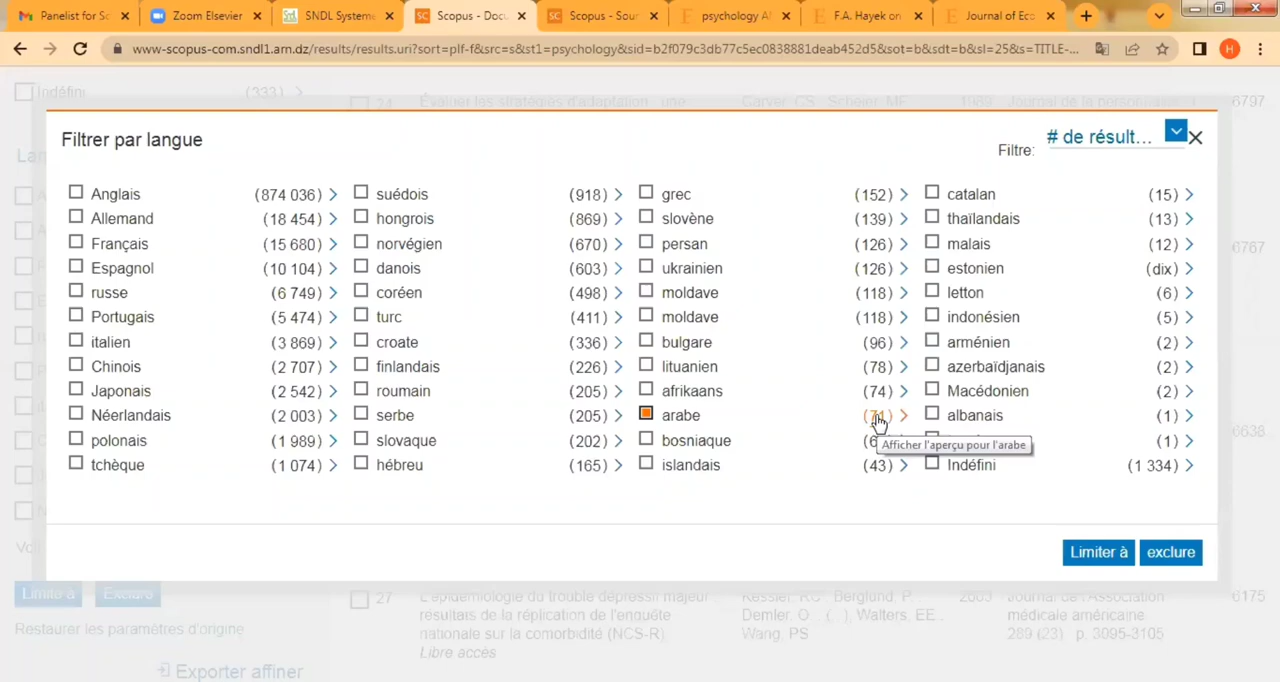 Panelist for Sc
Zoom Elsevier
SNDL Systeme
Scopus - Docu
Scopus - Sour
psychology A
F.A. Hayek on
Journal of Eco
www-scopus-com.sndl1.arn.dz/results/results.uri?sort=plf-f&src=s&st1=psychology&sid=b2f079c3db77c5ec0838881deab452d5&sot=b&sdt=b&sl=25&s=TITLE-...
H
Indéfini (333)
24 Évaluer les stratégies d'adaptation : une Carver, CS, Scheier, MF, 1989 Journal de la personnalité 6797
Filtrer par langue
Filtre: # de résult...
Anglais (874 036) suédois (918) grec (152) catalan (15)
Allemand (18 454) hongrois (869) slovène (139) thaïlandais (13)
Français (15 680) norvégien (670) persan (126) malais (12)
Espagnol (10 104) danois (603) ukrainien (126) estonien (dix)
russe (6 749) coréen (498) moldave (118) letton (6)
Portugais (5 474) turc (411) moldave (118) indonésien (5)
italien (3 869) croate (336) bulgare (96) arménien (2)
Chinois (2 707) finlandais (226) lituanien (78) azerbaïdjanais (2)
Japonais (2 542) roumain (205) afrikaans (74) Macédonien (2)
Néerlandais (2 003) serbe (205) arabe (71) albanais (1)
polonais (1 989) slovaque (202) bosniaque (1)
Afficher l'aperçu pour l'arabe
tchèque (1 074) hébreu (165) islandais (43) Indéfini (1 334)
6767
6638
Limiter à exclure
Limite à Exclure
Restaurer les paramètres d'origine
Exporter affiner
27 L'épidémiologie du trouble dépressif majeur : Kessler, RC, Berglund, P. 2003 Journal de l'Association 6175
résultats de la réplication de l'enquête Demler, O., (...), Walters, EE, médicale américaine
nationale sur la comorbidité (NCS-R) Wang, PS 289 (23) , p. 3095-3105
Libre accès